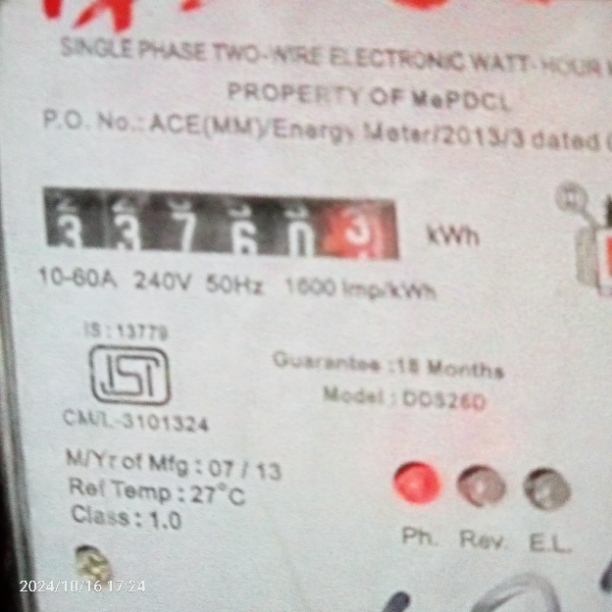 SINGLE PHASE TWO-WIRE ELECTRONIC WATT-HOUR
PROPERTY OF MePDCL
P.O. No.: ACE(MM)/Energy Meter/2013/3 dated
3 3 7 6 0 3 kWh
10-60A 240V 50Hz 1600 Imp/kWh
IS : 13779
ISI
CM/L-3101324
Guarantee : 18 Months
Model : DDS26D
M/Yr of Mfg : 07 / 13
Ref Temp : 27°C
Class : 1.0
Ph. Rev. E.L.
2024/10/16 17:24